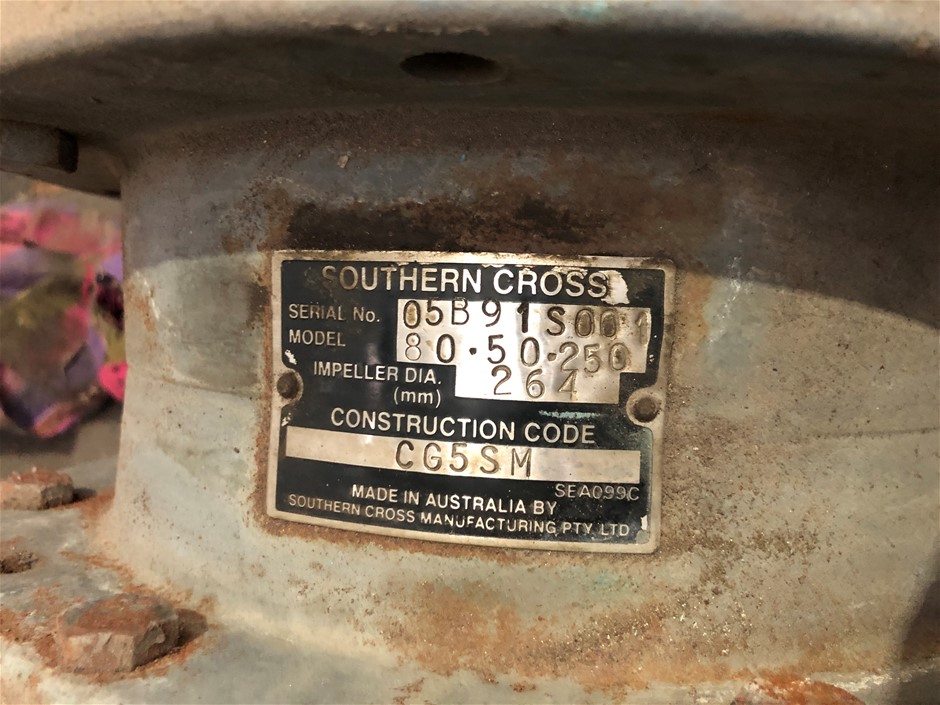 SOUTHERN CROSS
SERIAL No. 05B91S001
MODEL 80·50·250
IMPELLER DIA. 264
(mm)
CONSTRUCTION CODE
CG5SM
SEA099C
MADE IN AUSTRALIA BY
SOUTHERN CROSS MANUFACTURING PTY. LTD